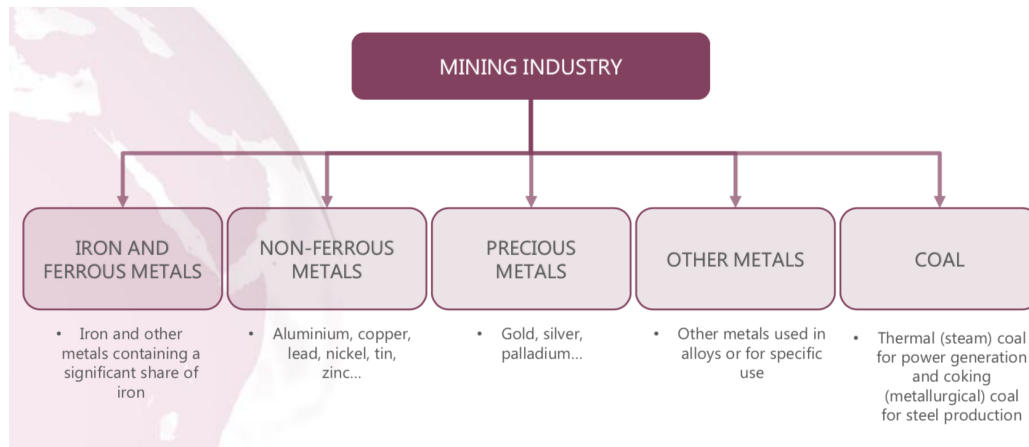 MINING INDUSTRY
IRON AND
FERROUS METALS
NON-FERROUS
METALS
PRECIOUS
METALS
OTHER METALS
COAL
• Iron and other
metals containing a
significant share of
iron
• Aluminium, copper,
lead, nickel, tin,
zinc...
• Gold, silver,
palladium...
• Other metals used in
alloys or for specific
use
• Thermal (steam) coal
for power generation
and coking
(metallurgical) coal
for steel production